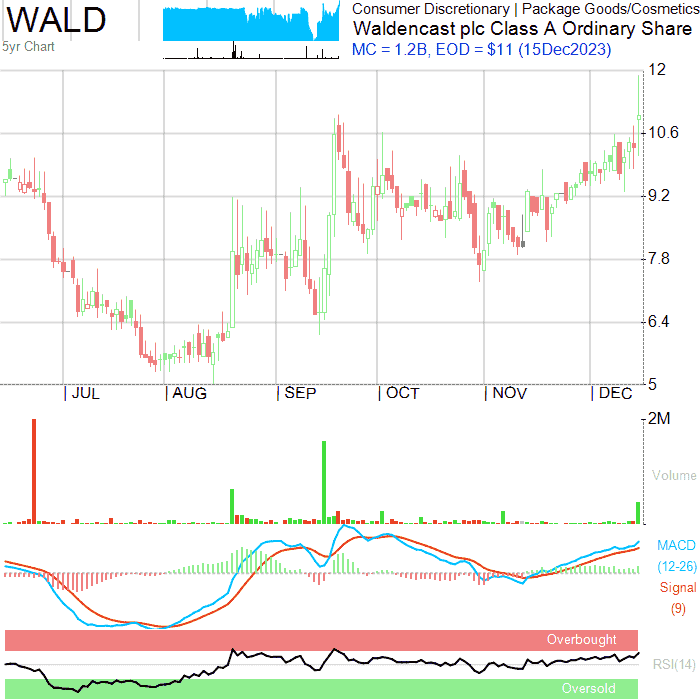 WALD
5yr Chart
Consumer Discretionary | Package Goods/Cosmetics
Waldencast plc Class A Ordinary Share
MC = 1.2B, EOD = $11 (15Dec2023)
12
10.6
9.2
7.8
6.4
5
| JUL | AUG | SEP | OCT | NOV | DEC
2M
Volume
MACD
(12-26)
Signal
(9)
Overbought
RSI(14)
Oversold